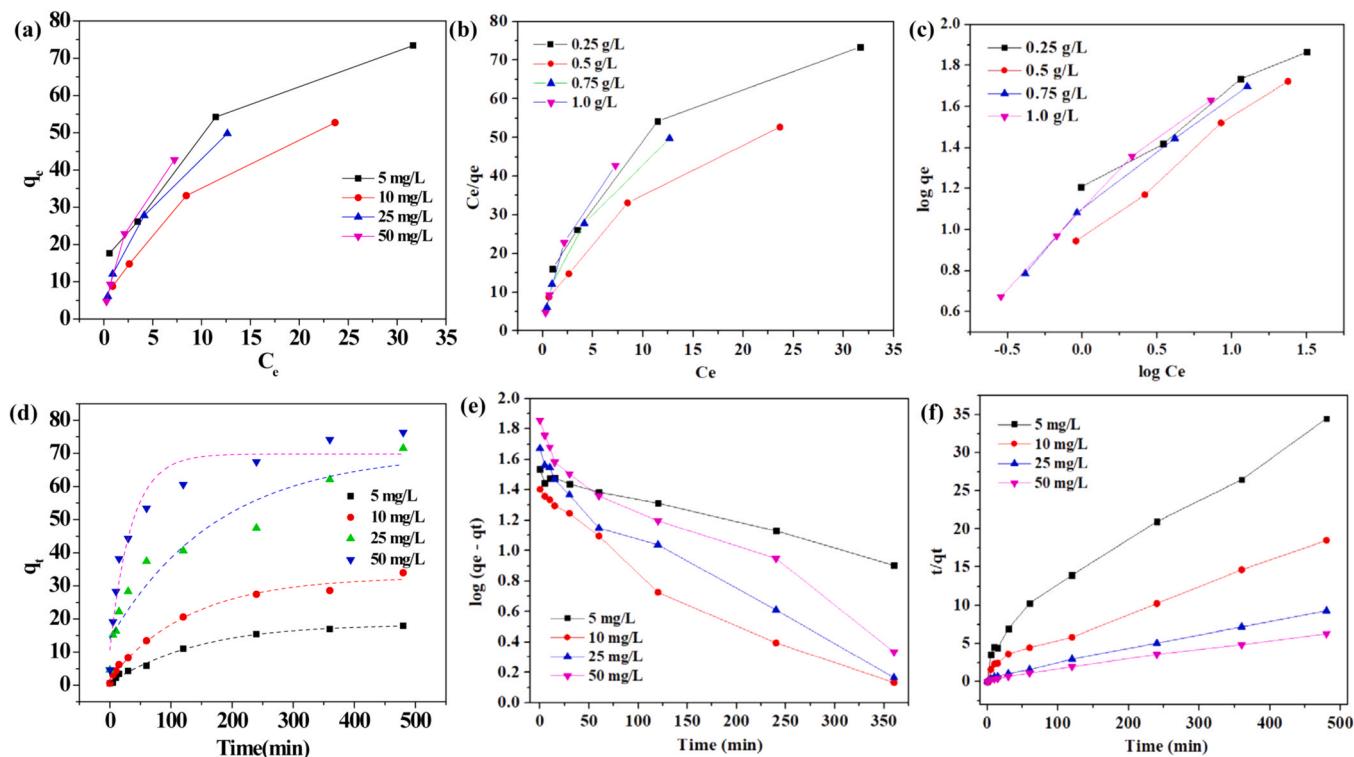 (a)
80
70
60
50
40
30
20
10
0
qe
5 mg/L
10 mg/L
25 mg/L
50 mg/L
0 5 10 15 20 25 30 35
Ce
(b)
80
70
60
50
40
30
20
10
0
Ce/qe
0.25 g/L
0.5 g/L
0.75 g/L
1.0 g/L
0 5 10 15 20 25 30 35
Ce
(c)
2.0
1.8
1.6
1.4
1.2
1.0
0.8
0.6
log qe
0.25 g/L
0.5 g/L
0.75 g/L
1.0 g/L
-0.5 0.0 0.5 1.0 1.5
log Ce
(d)
80
70
60
50
40
30
20
10
0
qt
5 mg/L
10 mg/L
25 mg/L
50 mg/L
0 100 200 300 400 500
Time(min)
(e)
2.0
1.8
1.6
1.4
1.2
1.0
0.8
0.6
0.4
0.2
0.0
log (qe - qt)
5 mg/L
10 mg/L
25 mg/L
50 mg/L
0 50 100 150 200 250 300 350
Time (min)
(f)
35
30
25
20
15
10
5
0
t/qt
5 mg/L
10 mg/L
25 mg/L
50 mg/L
0 100 200 300 400 500
Time (min)